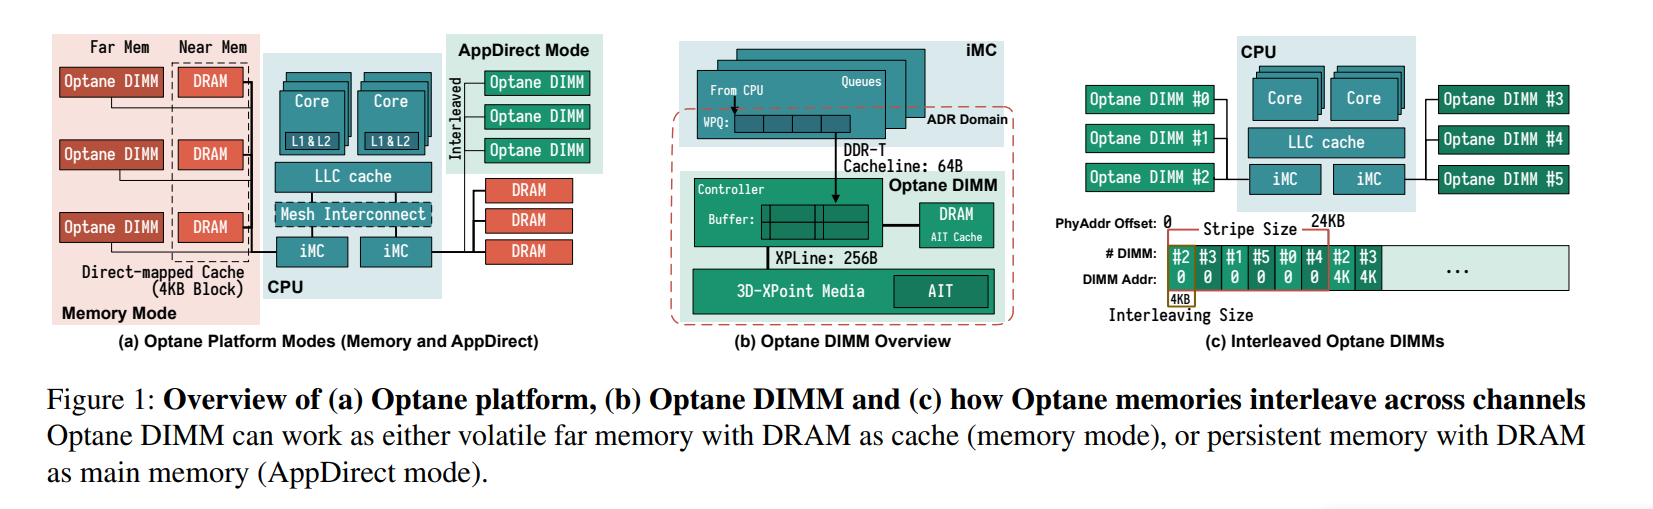 Far Mem Near Mem
Optane DIMM DRAM
Optane DIMM DRAM
Optane DIMM DRAM
Direct-mapped Cache
(4KB Block)
Memory Mode
Core Core
L1&L2 L1&L2
LLC cache
Mesh Interconnect
iMC iMC
CPU
AppDirect Mode
Interleaved
Optane DIMM
Optane DIMM
Optane DIMM
DRAM
DRAM
DRAM
(a) Optane Platform Modes (Memory and AppDirect)
iMC
Queues
From CPU
WPQ:
ADR Domain
DDR-T
Cacheline: 64B
Optane DIMM
Controller
Buffer:
DRAM
AIT Cache
XPLine: 256B
3D-XPoint Media AIT
(b) Optane DIMM Overview
CPU
Optane DIMM #0 Core Core Optane DIMM #3
Optane DIMM #1 LLC cache Optane DIMM #4
Optane DIMM #2 iMC iMC Optane DIMM #5
PhyAddr Offset: 0 24KB
Stripe Size
# DIMM: #2 #3 #1 #5 #0 #4 #2 #3
DIMM Addr: 0 0 0 0 0 0 4K 4K
...
4KB
Interleaving Size
(c) Interleaved Optane DIMMs
Figure 1: Overview of (a) Optane platform, (b) Optane DIMM and (c) how Optane memories interleave across channels
Optane DIMM can work as either volatile far memory with DRAM as cache (memory mode), or persistent memory with DRAM
as main memory (AppDirect mode).